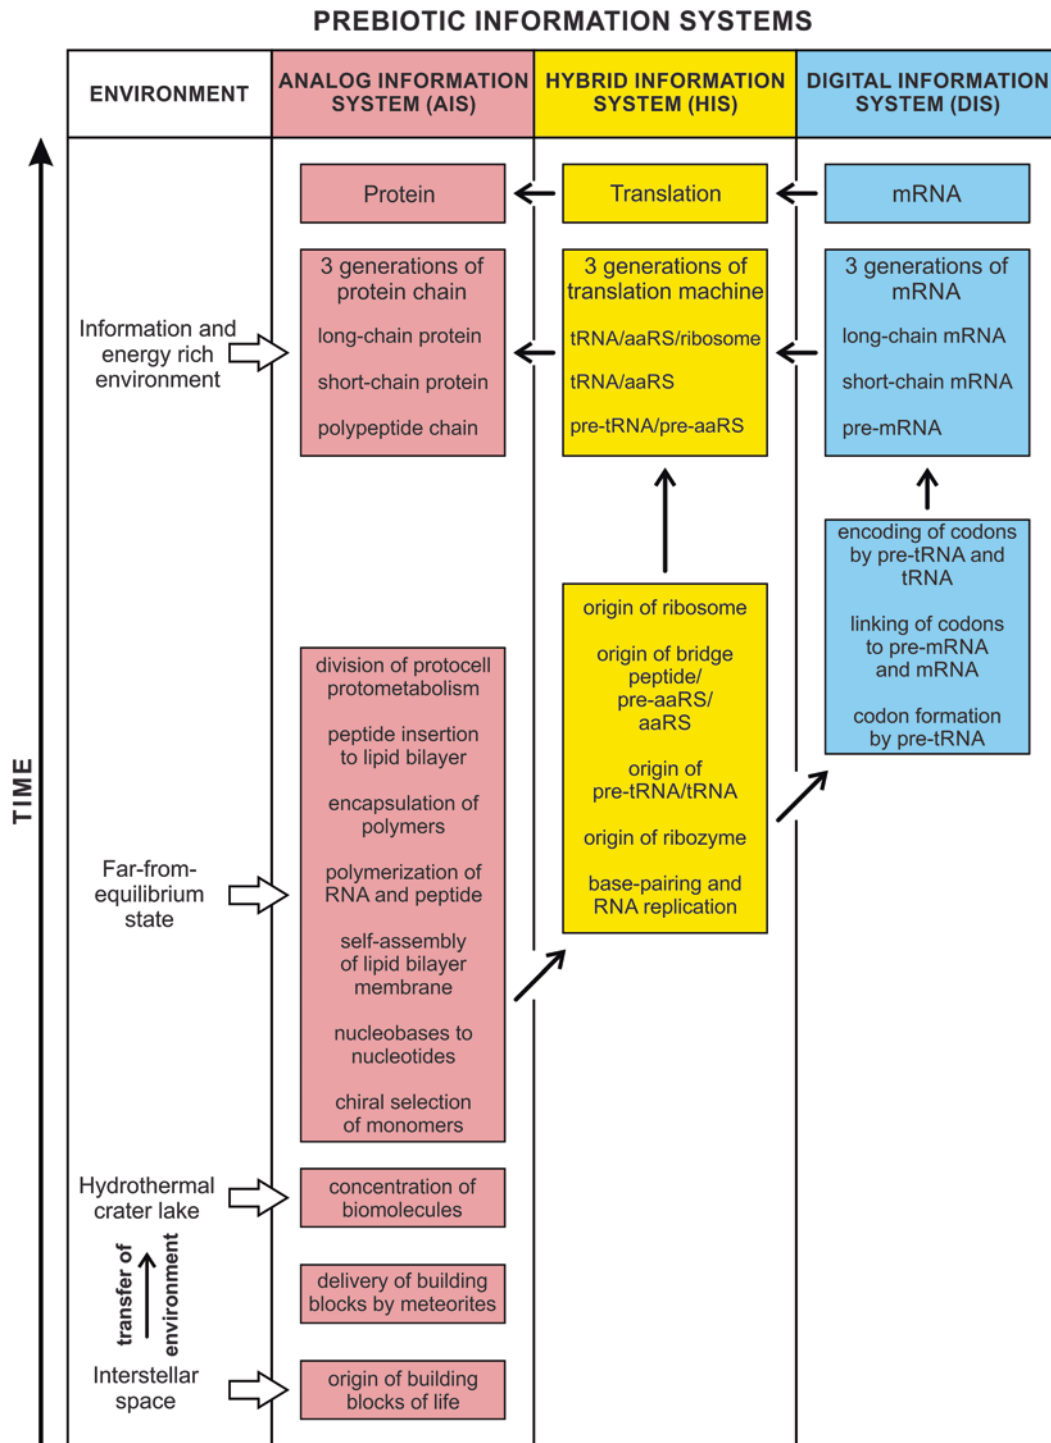 PREBIOTIC INFORMATION SYSTEMS
ENVIRONMENT
ANALOG INFORMATION
SYSTEM (AIS)
HYBRID INFORMATION
SYSTEM (HIS)
DIGITAL INFORMATION
SYSTEM (DIS)
TIME
Protein
Translation
mRNA
Information and
energy rich
environment
3 generations of
protein chain
long-chain protein
short-chain protein
polypeptide chain
3 generations of
translation machine
tRNA/aaRS/ribosome
tRNA/aaRS
pre-tRNA/pre-aaRS
3 generations of
mRNA
long-chain mRNA
short-chain mRNA
pre-mRNA
encoding of codons
by pre-tRNA and
tRNA
linking of codons
to pre-mRNA
and mRNA
codon formation
by pre-tRNA
origin of ribosome
origin of bridge
peptide/
pre-aaRS/
aaRS
origin of
pre-tRNA/tRNA
origin of ribozyme
base-pairing and
RNA replication
Far-from-
equilibrium
state
division of protocell
protometabolism
peptide insertion
to lipid bilayer
encapsulation of
polymers
polymerization of
RNA and peptide
self-assembly
of lipid bilayer
membrane
nucleobases to
nucleotides
chiral selection
of monomers
Hydrothermal
crater lake
concentration of
biomolecules
transfer of
environment
delivery of building
blocks by meteorites
Interstellar
space
origin of building
blocks of life